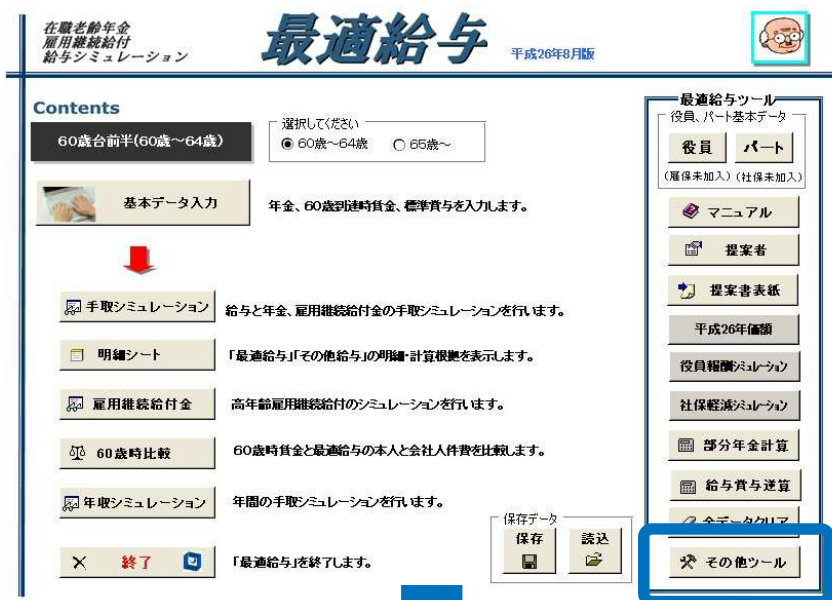 在職老齢年金
雇用継続給付
給与シミュレーション
最適給与
平成26年8月版
Contents
60歳台前半(60歳～64歳)
選択してください
60歳～64歳
65歳～
基本データ入力
年金、60歳到達時賃金、標準賞与を入力します。
手取シミュレーション
給与と年金、雇用継続給付金の手取シミュレーションを行います。
明細シート
「最適給与」「その他給与」の明細・計算根拠を表示します。
雇用継続給付金
高年齢雇用継続給付のシミュレーションを行います。
60歳時比較
60歳時賃金と最適給与の本人と会社人件費を比較します。
年収シミュレーション
年間の手取シミュレーションを行います。
終了
「最適給与」を終了します。
保存データ
保存
読込
最適給与ツール
役員、パート基本データ
役員
パート
(雇保未加入)
(社保未加入)
マニュアル
提案者
提案書表紙
平成26年価額
役員報酬シミュレーション
社保軽減シミュレーション
部分年金計算
給与賞与逆算
全データクリア
その他ツール